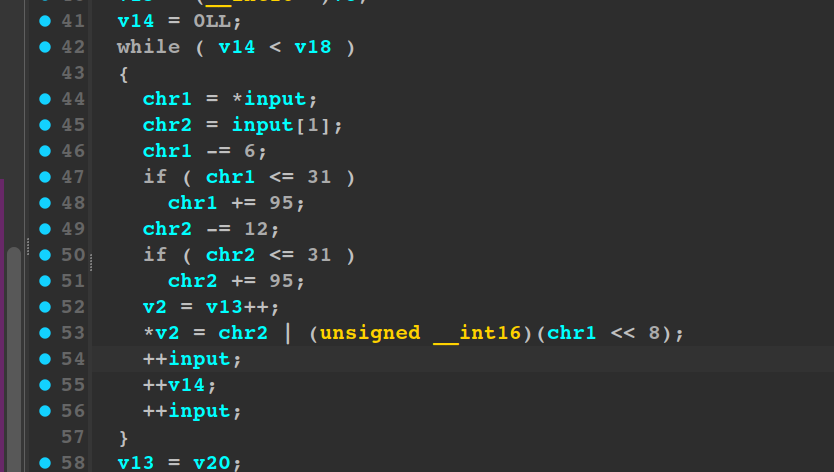 41 v14 = 0LL;
42 while ( v14 < v18 )
43 {
44 chr1 = *input;
45 chr2 = input[1];
46 chr1 -= 6;
47 if ( chr1 <= 31 )
48 chr1 += 95;
49 chr2 -= 12;
50 if ( chr2 <= 31 )
51 chr2 += 95;
52 v2 = v13++;
53 *v2 = chr2 | (unsigned __int16)(chr1 << 8);
54 ++input;
55 ++v14;
56 ++input;
57 }
58 v13 = v20;